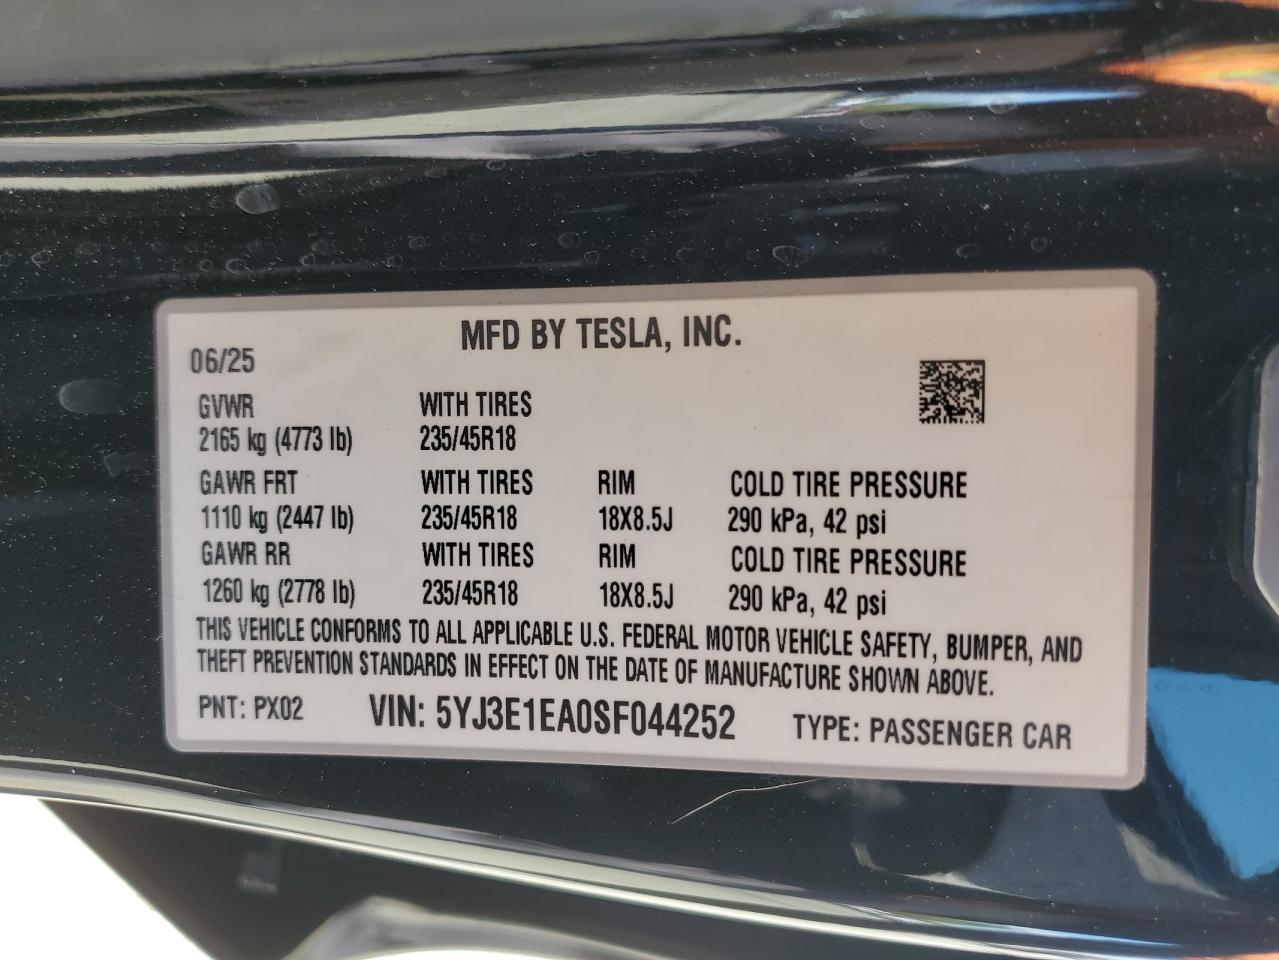 MFD BY TESLA, INC.
06/25
GVWR WITH TIRES
2165 kg (4773 lb) 235/45R18
GAWR FRT WITH TIRES RIM COLD TIRE PRESSURE
1110 kg (2447 lb) 235/45R18 18X8.5J 290 kPa, 42 psi
GAWR RR WITH TIRES RIM COLD TIRE PRESSURE
1260 kg (2778 lb) 235/45R18 18X8.5J 290 kPa, 42 psi
THIS VEHICLE CONFORMS TO ALL APPLICABLE U.S. FEDERAL MOTOR VEHICLE SAFETY, BUMPER, AND
THEFT PREVENTION STANDARDS IN EFFECT ON THE DATE OF MANUFACTURE SHOWN ABOVE.
PNT: PX02 VIN: 5YJ3E1EA0SF044252 TYPE: PASSENGER CAR